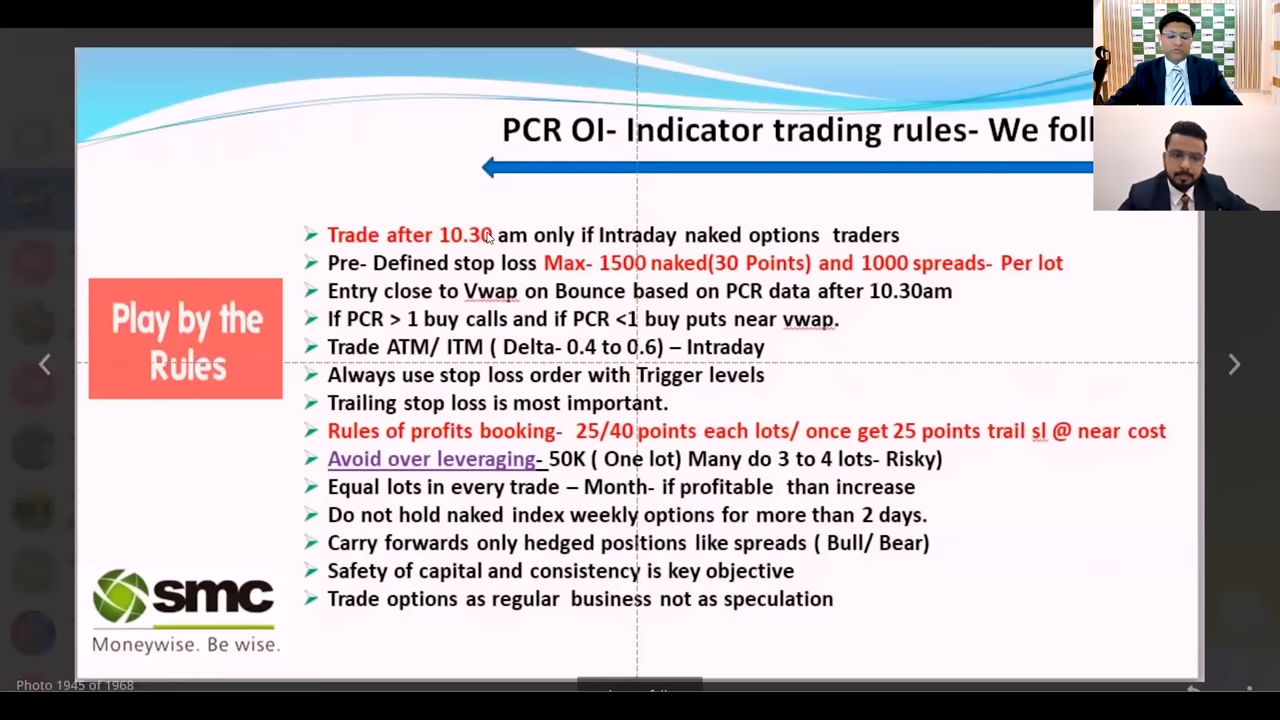 PCR OI- Indicator trading rules- We foll
Trade after 10.30 am only if Intraday naked options traders
Pre- Defined stop loss Max- 1500 naked(30 Points) and 1000 spreads- Per lot
Entry close to Vwap on Bounce based on PCR data after 10.30am
If PCR > 1 buy calls and if PCR <1 buy puts near vwap.
Trade ATM/ ITM ( Delta- 0.4 to 0.6) – Intraday
Always use stop loss order with Trigger levels
Trailing stop loss is most important.
Rules of profits booking- 25/40 points each lots/ once get 25 points trail sl @ near cost
Avoid over leveraging- 50K ( One lot) Many do 3 to 4 lots- Risky)
Equal lots in every trade – Month- if profitable than increase
Do not hold naked index weekly options for more than 2 days.
Carry forwards only hedged positions like spreads ( Bull/ Bear)
Safety of capital and consistency is key objective
Trade options as regular business not as speculation
Play by the
Rules
smc
Moneywise. Be wise.
Photo 1945 of 1968